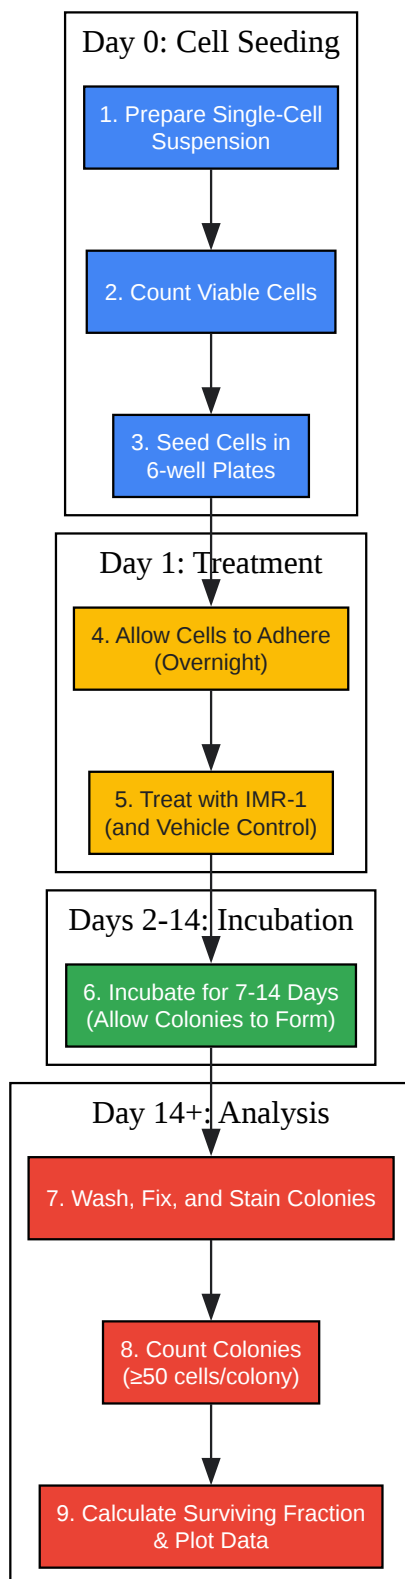 Day 0: Cell Seeding
1. Prepare Single-Cell
Suspension
2. Count Viable Cells
3. Seed Cells in
6-well Plates
Day 1: Treatment
4. Allow Cells to Adhere
(Overnight)
5. Treat with IMR-1
(and Vehicle Control)
Days 2-14: Incubation
6. Incubate for 7-14 Days
(Allow Colonies to Form)
Day 14+: Analysis
7. Wash, Fix, and Stain Colonies
8. Count Colonies
(≥50 cells/colony)
9. Calculate Surviving Fraction
& Plot Data